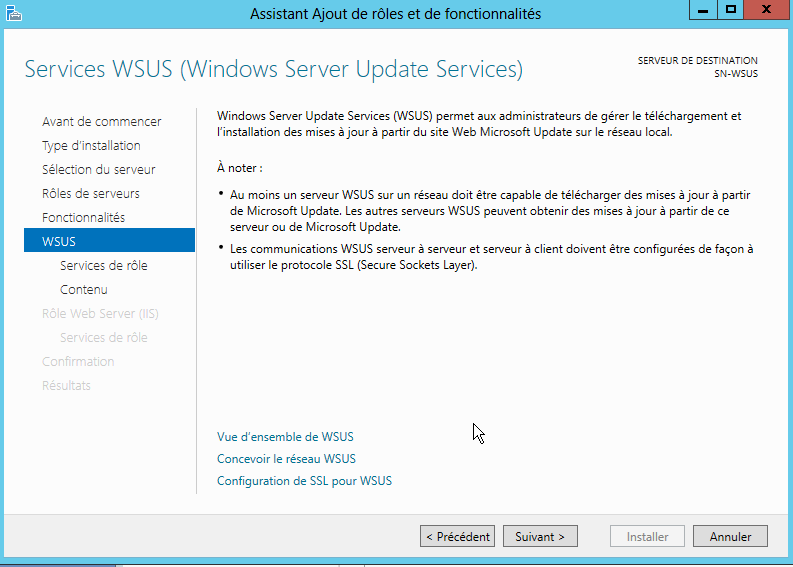 Assistant Ajout de rôles et de fonctionnalités
Services WSUS (Windows Server Update Services)
SERVEUR DE DESTINATION
SN-WSUS
Avant de commencer
Type d'installation
Sélection du serveur
Rôles de serveurs
Fonctionnalités
WSUS
Services de rôle
Contenu
Rôle Web Server (IIS)
Services de rôle
Confirmation
Résultats
Windows Server Update Services (WSUS) permet aux administrateurs de gérer le téléchargement et
l'installation des mises à jour à partir du site Web Microsoft Update sur le réseau local.
À noter :
• Au moins un serveur WSUS sur un réseau doit être capable de télécharger des mises à jour à partir
de Microsoft Update. Les autres serveurs WSUS peuvent obtenir des mises à jour à partir de ce
serveur ou de Microsoft Update.
• Les communications WSUS serveur à serveur et serveur à client doivent être configurées de façon à
utiliser le protocole SSL (Secure Sockets Layer).
Vue d'ensemble de WSUS
Concevoir le réseau WSUS
Configuration de SSL pour WSUS
< Précédent
Suivant >
Installer
Annuler